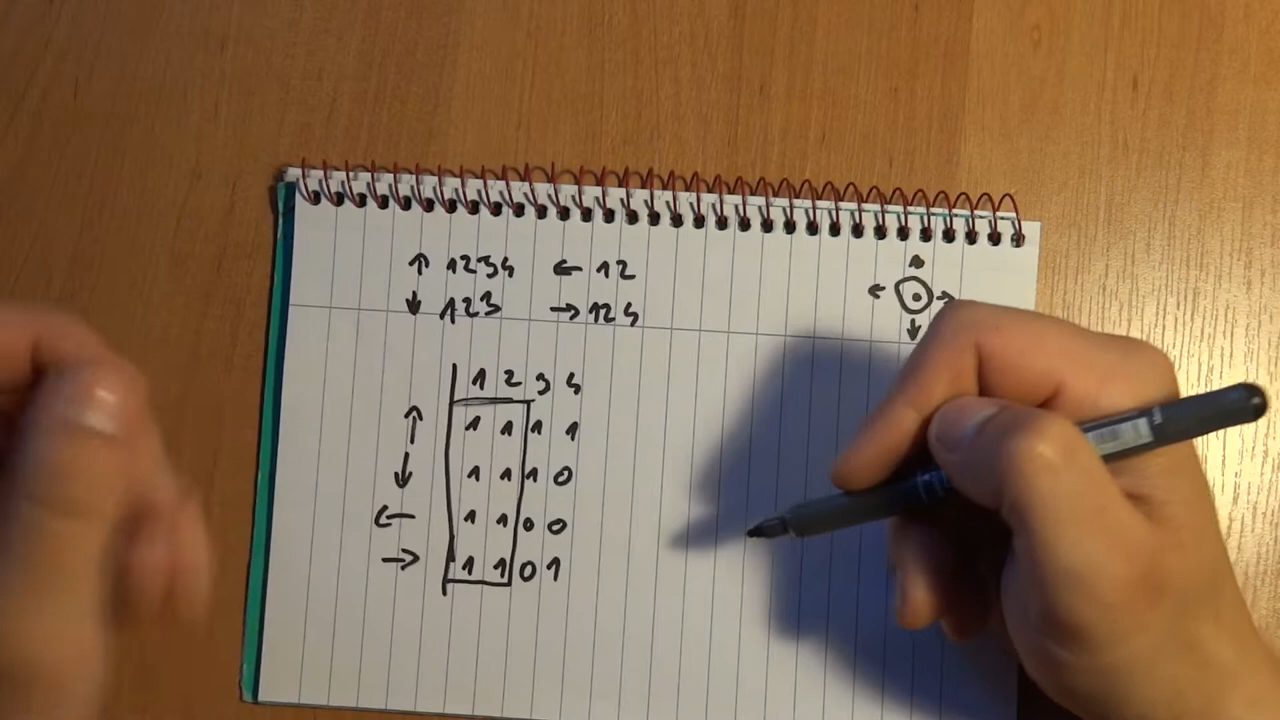 ↑ 1234 ← 12
↓ 123 → 124
1 2 3 4
↑ 1 1 1 1
↓ 1 1 1 0
← 1 1 0 0
→ 1 1 0 1